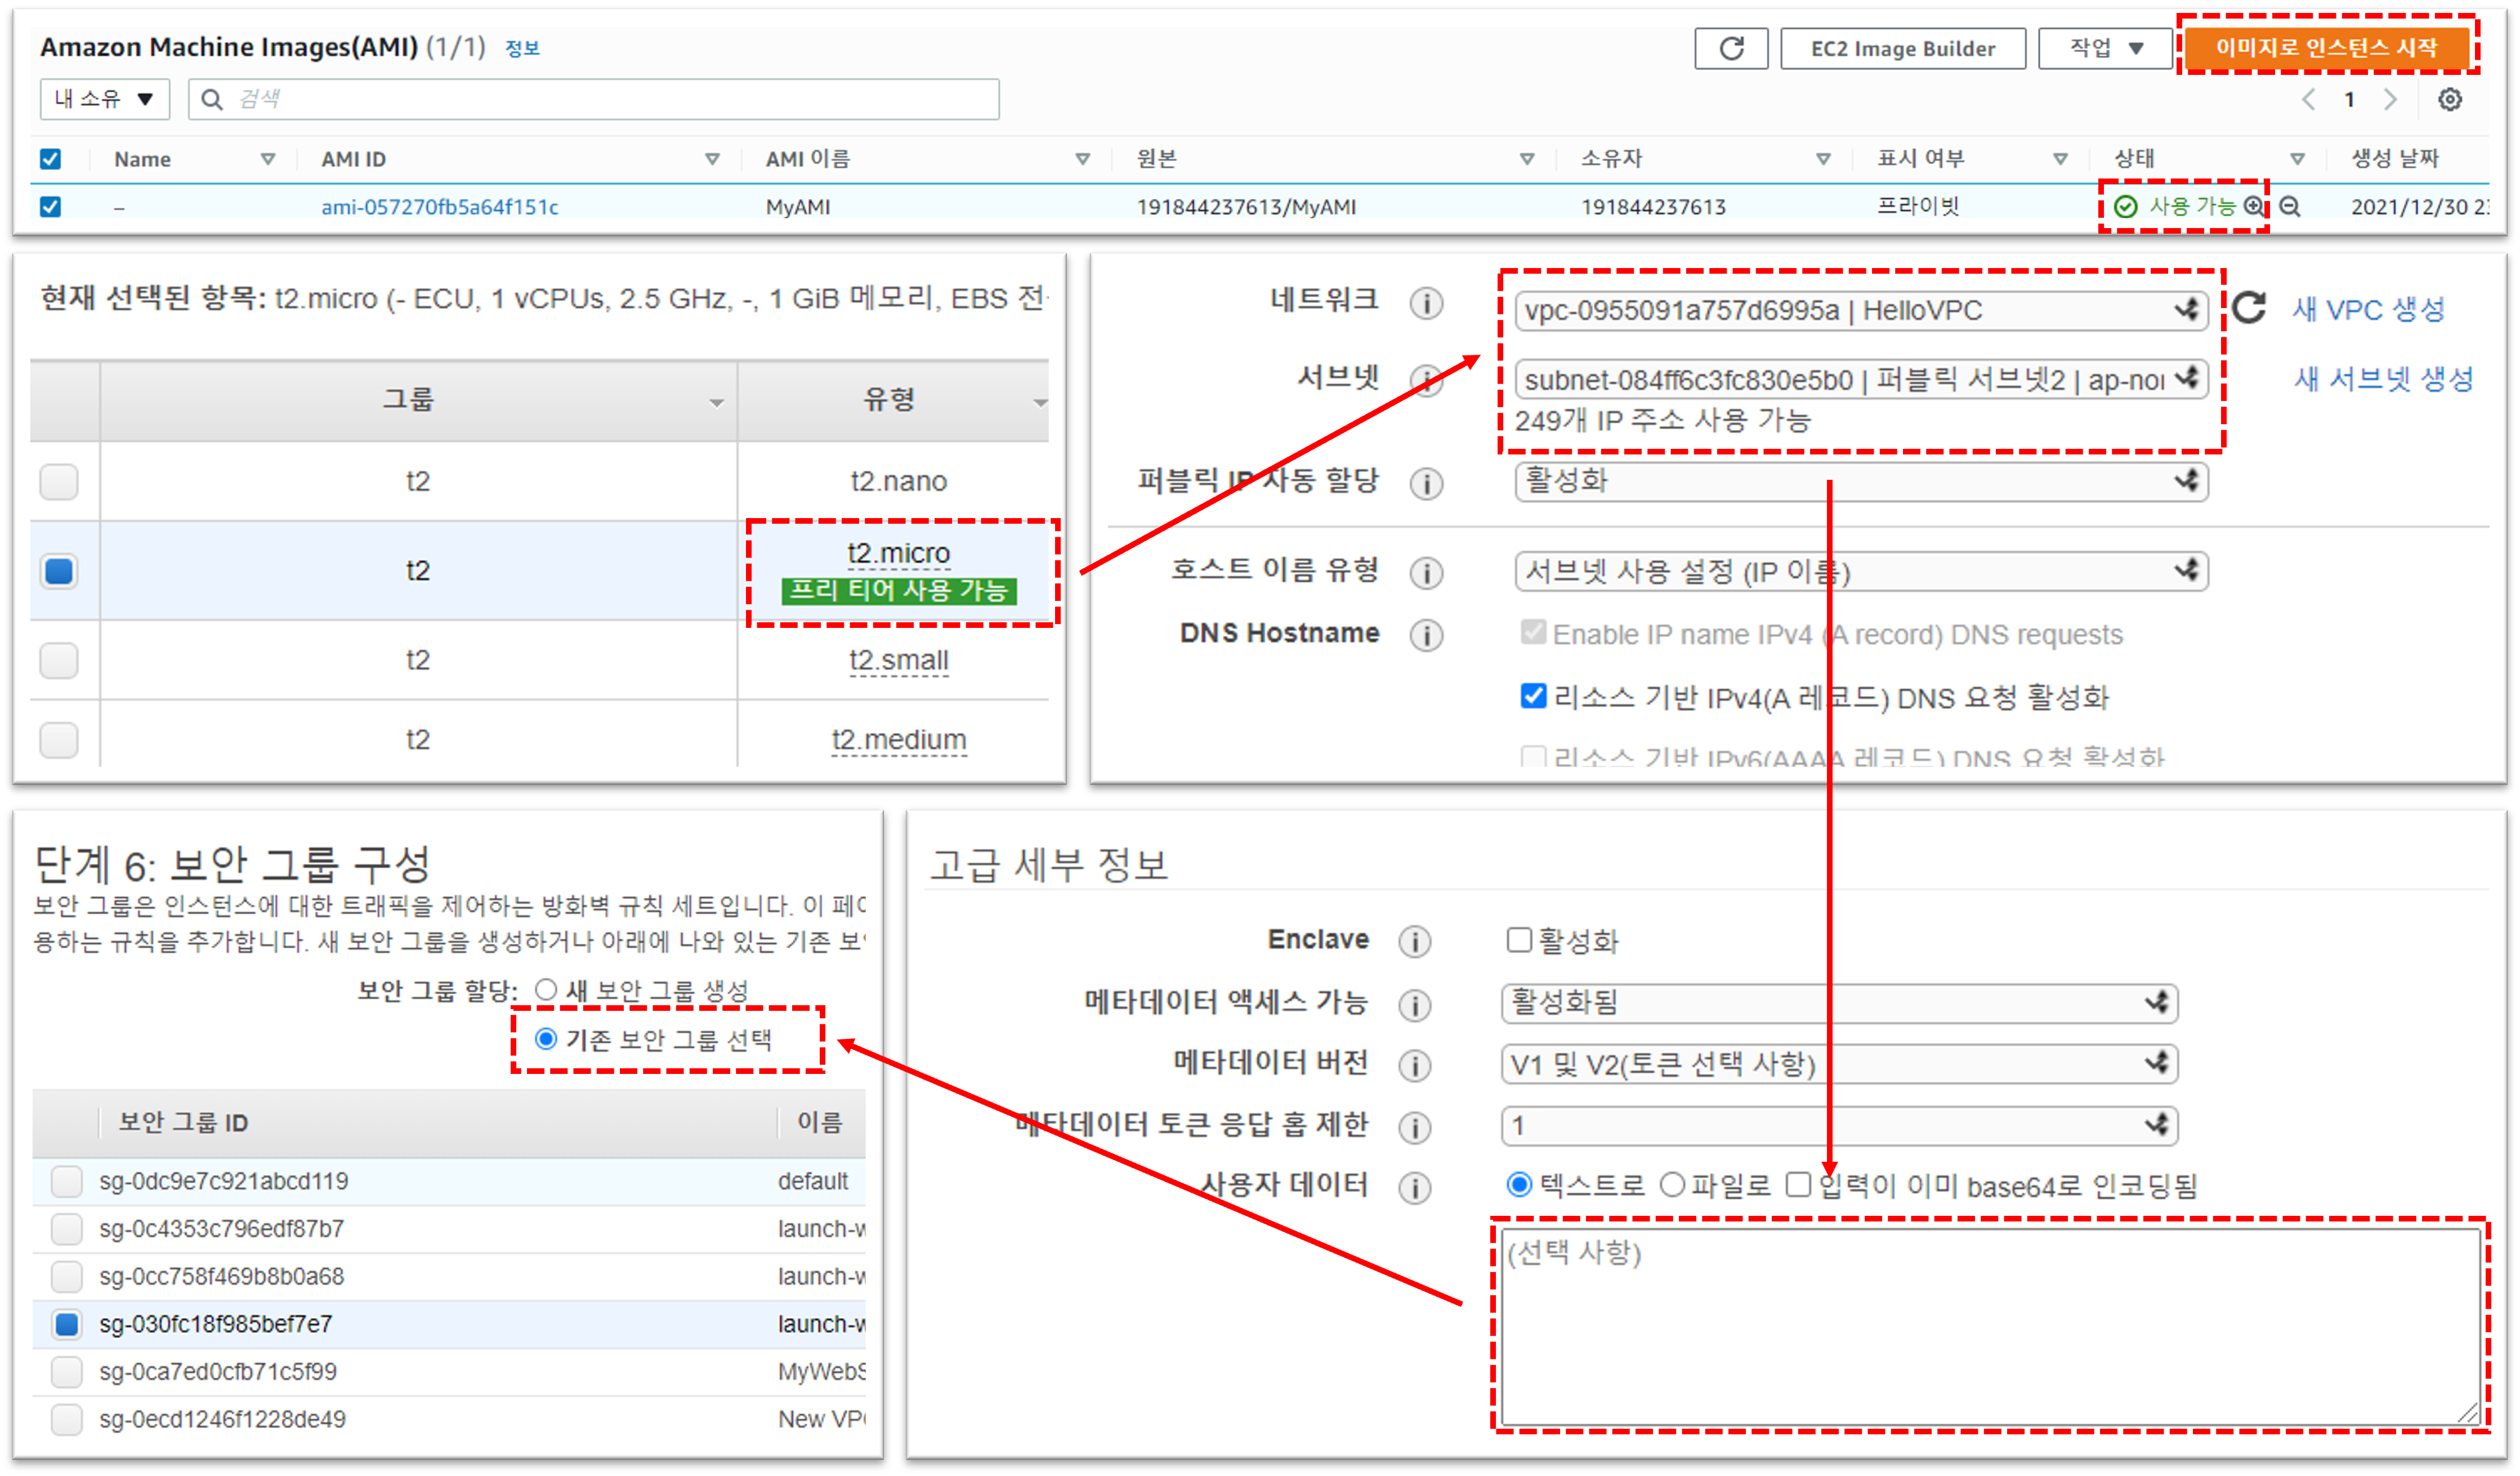 Amazon Machine Images(AMI) (1/1) 정보
EC2 Image Builder 작업 이미지로 인스턴스 시작
내 소유 검색 1
Name AMI ID AMI 이름 원본 소유자 표시 여부 상태 생성 날짜
– ami-057270fb5a64f151c MyAMI 191844237613/MyAMI 191844237613 프라이빗 사용 가능 2021/12/30 23
현재 선택된 항목: t2.micro (- ECU, 1 vCPUs, 2.5 GHz, -, 1 GiB 메모리, EBS 전
그룹 유형
t2 t2.nano
t2 t2.micro
프리 티어 사용 가능
t2 t2.small
t2 t2.medium
네트워크 vpc-0955091a757d6995a | HelloVPC 새 VPC 생성
서브넷 subnet-084ff6c3fc830e5b0 | 퍼블릭 서브넷2 | ap-nor 새 서브넷 생성
249개 IP 주소 사용 가능
퍼블릭 IP 자동 할당 활성화
호스트 이름 유형 서브넷 사용 설정 (IP 이름)
DNS Hostname Enable IP name IPv4 (A record) DNS requests
리소스 기반 IPv4(A 레코드) DNS 요청 활성화
리소스 기반 IPv6(AAAA 레코드) DNS 요청 활성화
단계 6: 보안 그룹 구성
보안 그룹은 인스턴스에 대한 트래픽을 제어하는 방화벽 규칙 세트입니다. 이 페이
용하는 규칙을 추가합니다. 새 보안 그룹을 생성하거나 아래에 나와 있는 기존 보
보안 그룹 할당: 새 보안 그룹 생성
기존 보안 그룹 선택
보안 그룹 ID 이름
sg-0dc9e7c921abcd119 default
sg-0c4353c796edf87b7 launch-w
sg-0cc758f469b8b0a68 launch-w
sg-030fc18f985bef7e7 launch-w
sg-0ca7ed0cfb71c5f99 MyWebS
sg-0ecd1246f1228de49 New VP
고급 세부 정보
Enclave 활성화
메타데이터 액세스 가능 활성화됨
메타데이터 버전 V1 및 V2(토큰 선택 사항)
메타데이터 토큰 응답 홉 제한 1
사용자 데이터 텍스트로 파일로 입력이 이미 base64로 인코딩됨
(선택 사항)